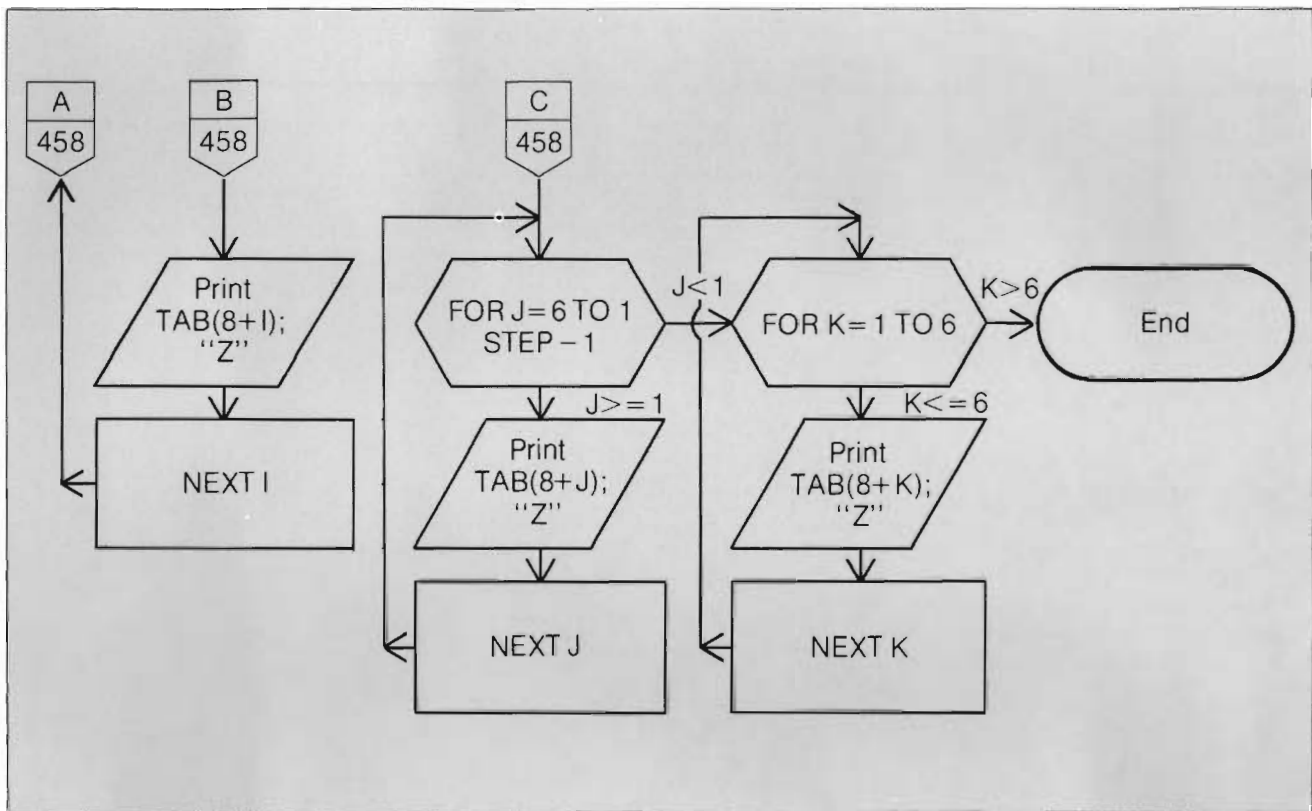 A
458
B
458
C
458
Print
TAB(8+I);
“Z”
NEXT I
FOR J=6 TO 1
STEP-1
J>=1
Print
TAB(8+J);
“Z”
NEXT J
J<1
FOR K=1 TO 6
K<=6
Print
TAB(8+K);
“Z”
NEXT K
K>6
End